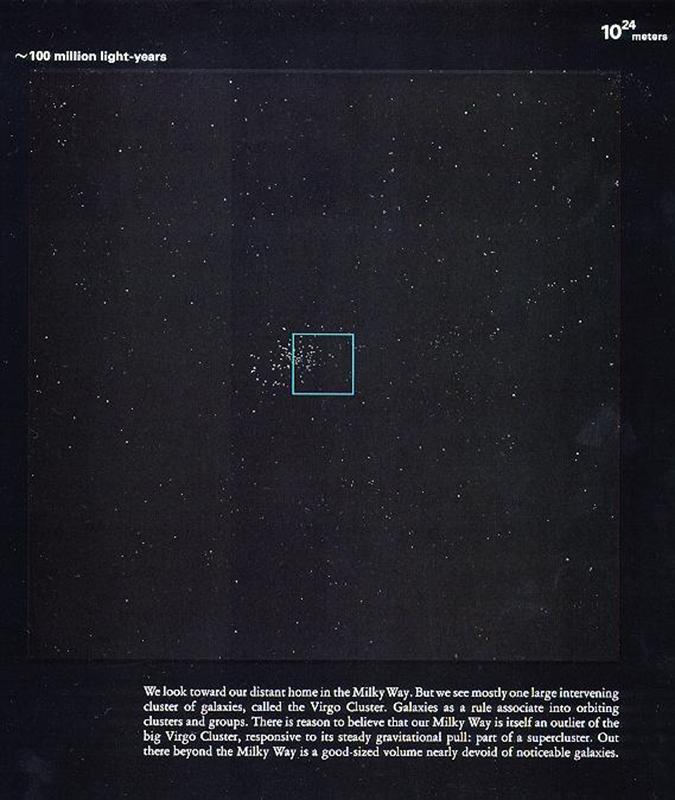 10²⁴ meters
~100 million light-years
We look toward our distant home in the Milky Way. But we see mostly one large intervening
cluster of galaxies, called the Virgo Cluster. Galaxies as a rule associate into orbiting
clusters and groups. There is reason to believe that our Milky Way is itself an outlier of the
big Virgo Cluster, responsive to its steady gravitational pull: part of a supercluster. Out
there beyond the Milky Way is a good-sized volume nearly devoid of noticeable galaxies.